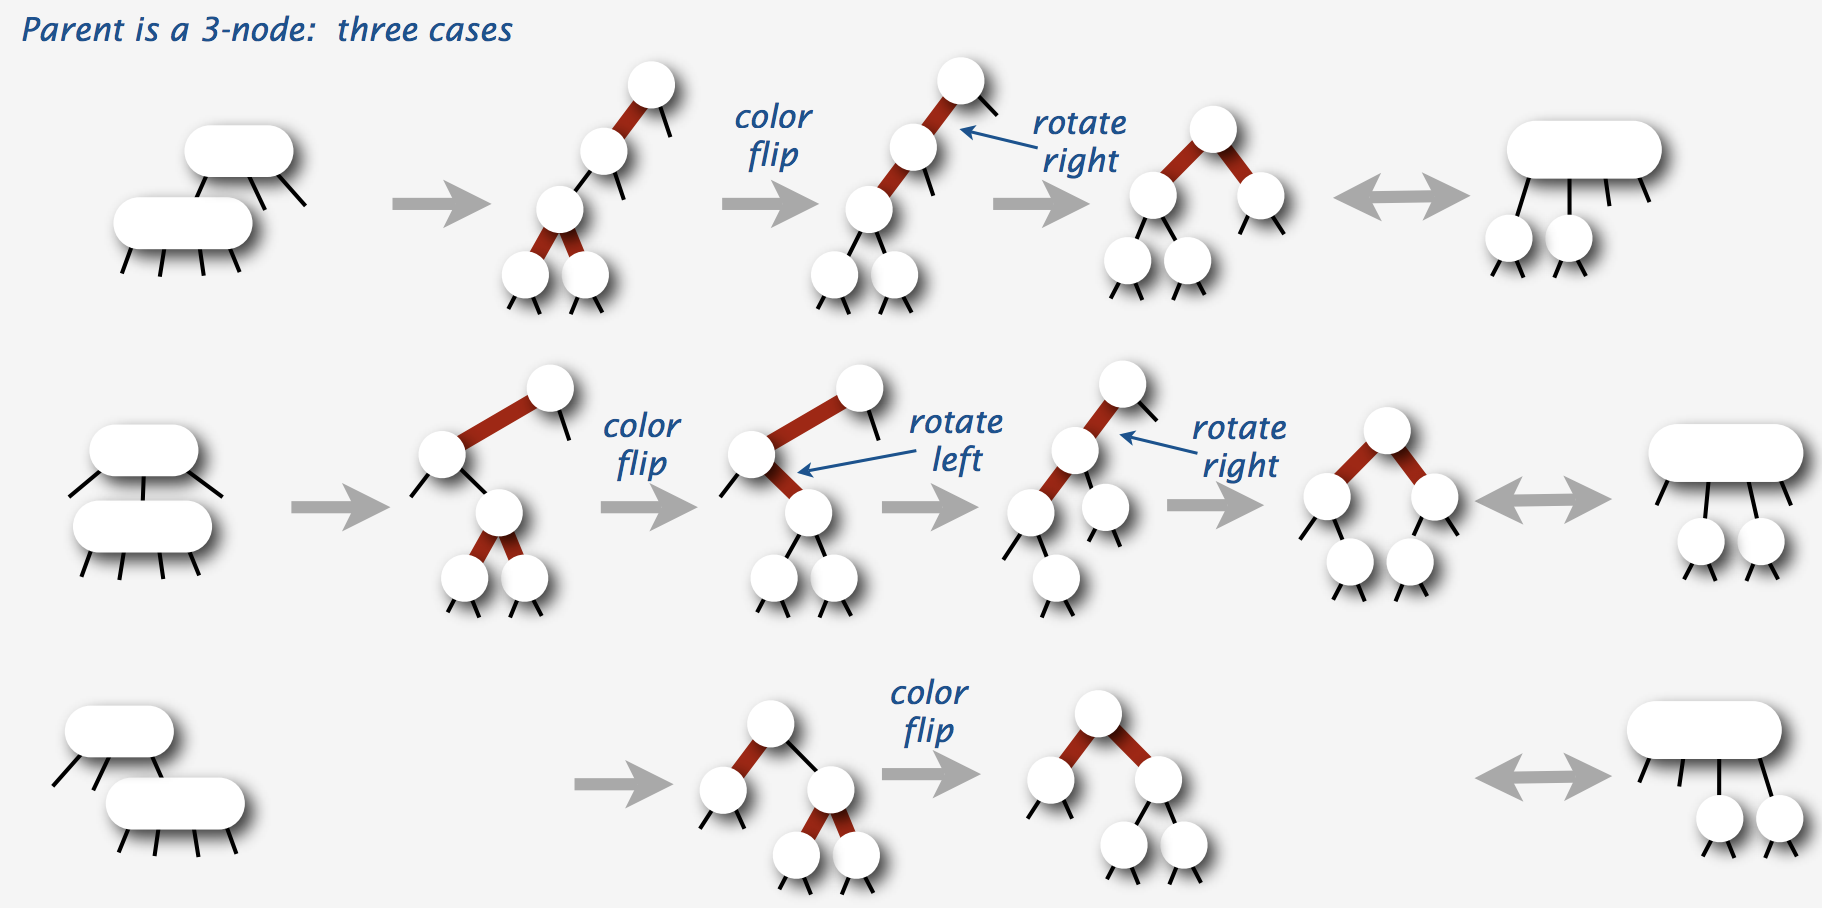 Parent is a 3-node: three cases
color
flip
rotate
right
color
flip
rotate
left
rotate
right
color
flip